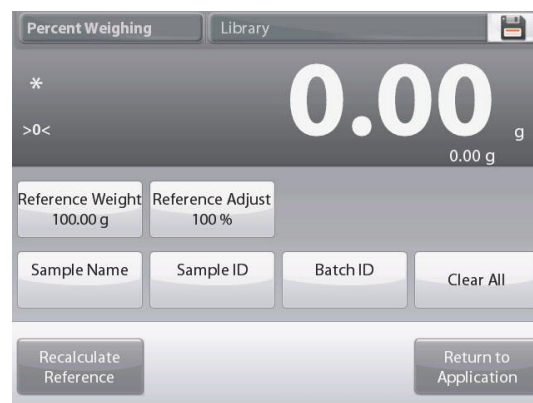 Percent Weighing
Library
*
0.00 g
>0<
0.00 g
Reference Weight
100.00 g
Reference Adjust
100 %
Sample Name
Sample ID
Batch ID
Clear All
Recalculate
Reference
Return to
Application